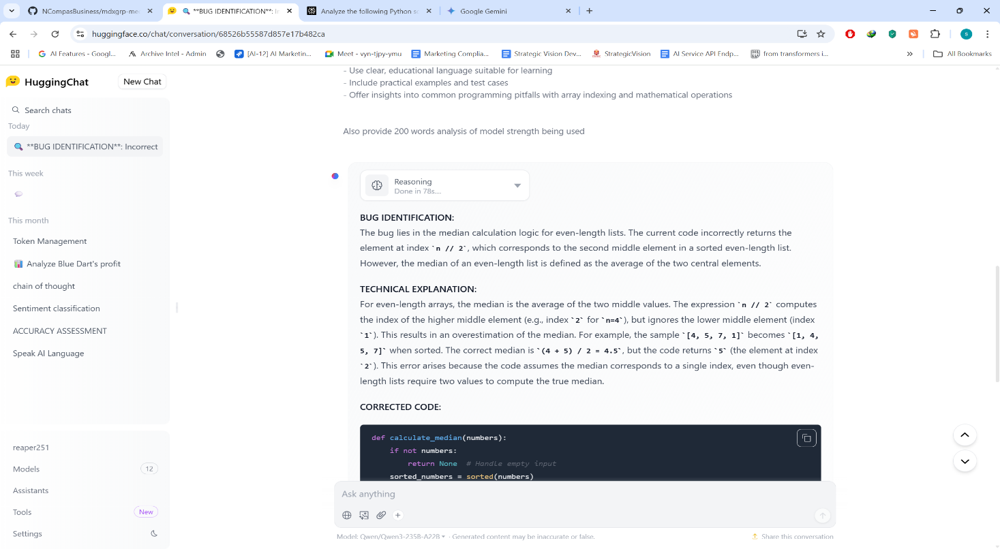 NCompasBusiness/mdxgrp-me
**BUG IDENTIFICATION**: Ir
Analyze the following Python sc
Google Gemini
huggingface.co/chat/conversation/68526b55587d857e17b482ca
S
AI Features - Googl...
Archive Intel - Admin
[AI-12] AI Marketin...
Meet - vyn-tjpy-ymu
Marketing Complia...
Strategic Vision Dev...
StrategicVision
AI Service API Endp...
from transformers i...
»
All Bookmarks
HuggingChat
New Chat
Search chats
Today
**BUG IDENTIFICATION**: Incorrect
This week
This month
Token Management
Analyze Blue Dart's profit
chain of thought
Sentiment classification
ACCURACY ASSESSMENT
Speak AI Language
reaper251
Models 12
Assistants
Tools New
Settings
- Use clear, educational language suitable for learning
- Include practical examples and test cases
- Offer insights into common programming pitfalls with array indexing and mathematical operations
Also provide 200 words analysis of model strength being used
Reasoning
Done in 78s....
BUG IDENTIFICATION:
The bug lies in the median calculation logic for even-length lists. The current code incorrectly returns the
element at index `n // 2`, which corresponds to the second middle element in a sorted even-length list.
However, the median of an even-length list is defined as the average of the two central elements.
TECHNICAL EXPLANATION:
For even-length arrays, the median is the average of the two middle values. The expression `n // 2` computes
the index of the higher middle element (e.g., index `2` for `n=4`), but ignores the lower middle element (index
`1`). This results in an overestimation of the median. For example, the sample `[4, 5, 7, 1]` becomes `[1, 4,
5, 7]` when sorted. The correct median is `(4 + 5) / 2 = 4.5`, but the code returns `5` (the element at index
`2`). This error arises because the code assumes the median corresponds to a single index, even though even-
length lists require two values to compute the true median.
CORRECTED CODE:
def calculate_median(numbers):
    if not numbers:
        return None  # Handle empty input
    sorted_numbers = sorted(numbers)
Ask anything
Model: Qwen/Qwen3-235B-A22B · Generated content may be inaccurate or false.
Share this conversation